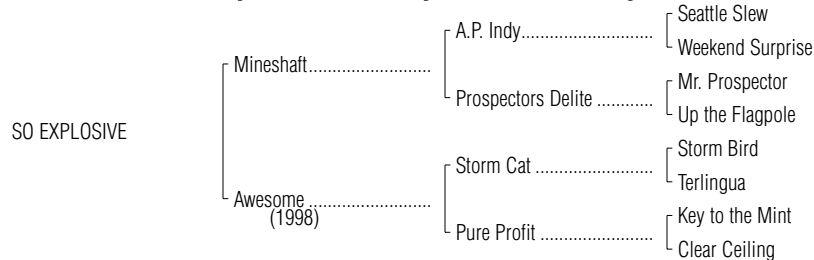 Seattle Slew
A.P. Indy
Weekend Surprise
Mineshaft
Mr. Prospector
Prospectors Delite
Up the Flagpole
SO EXPLOSIVE
Storm Bird
Storm Cat
Terlingua
Awesome
(1998)
Key to the Mint
Pure Profit
Clear Ceiling